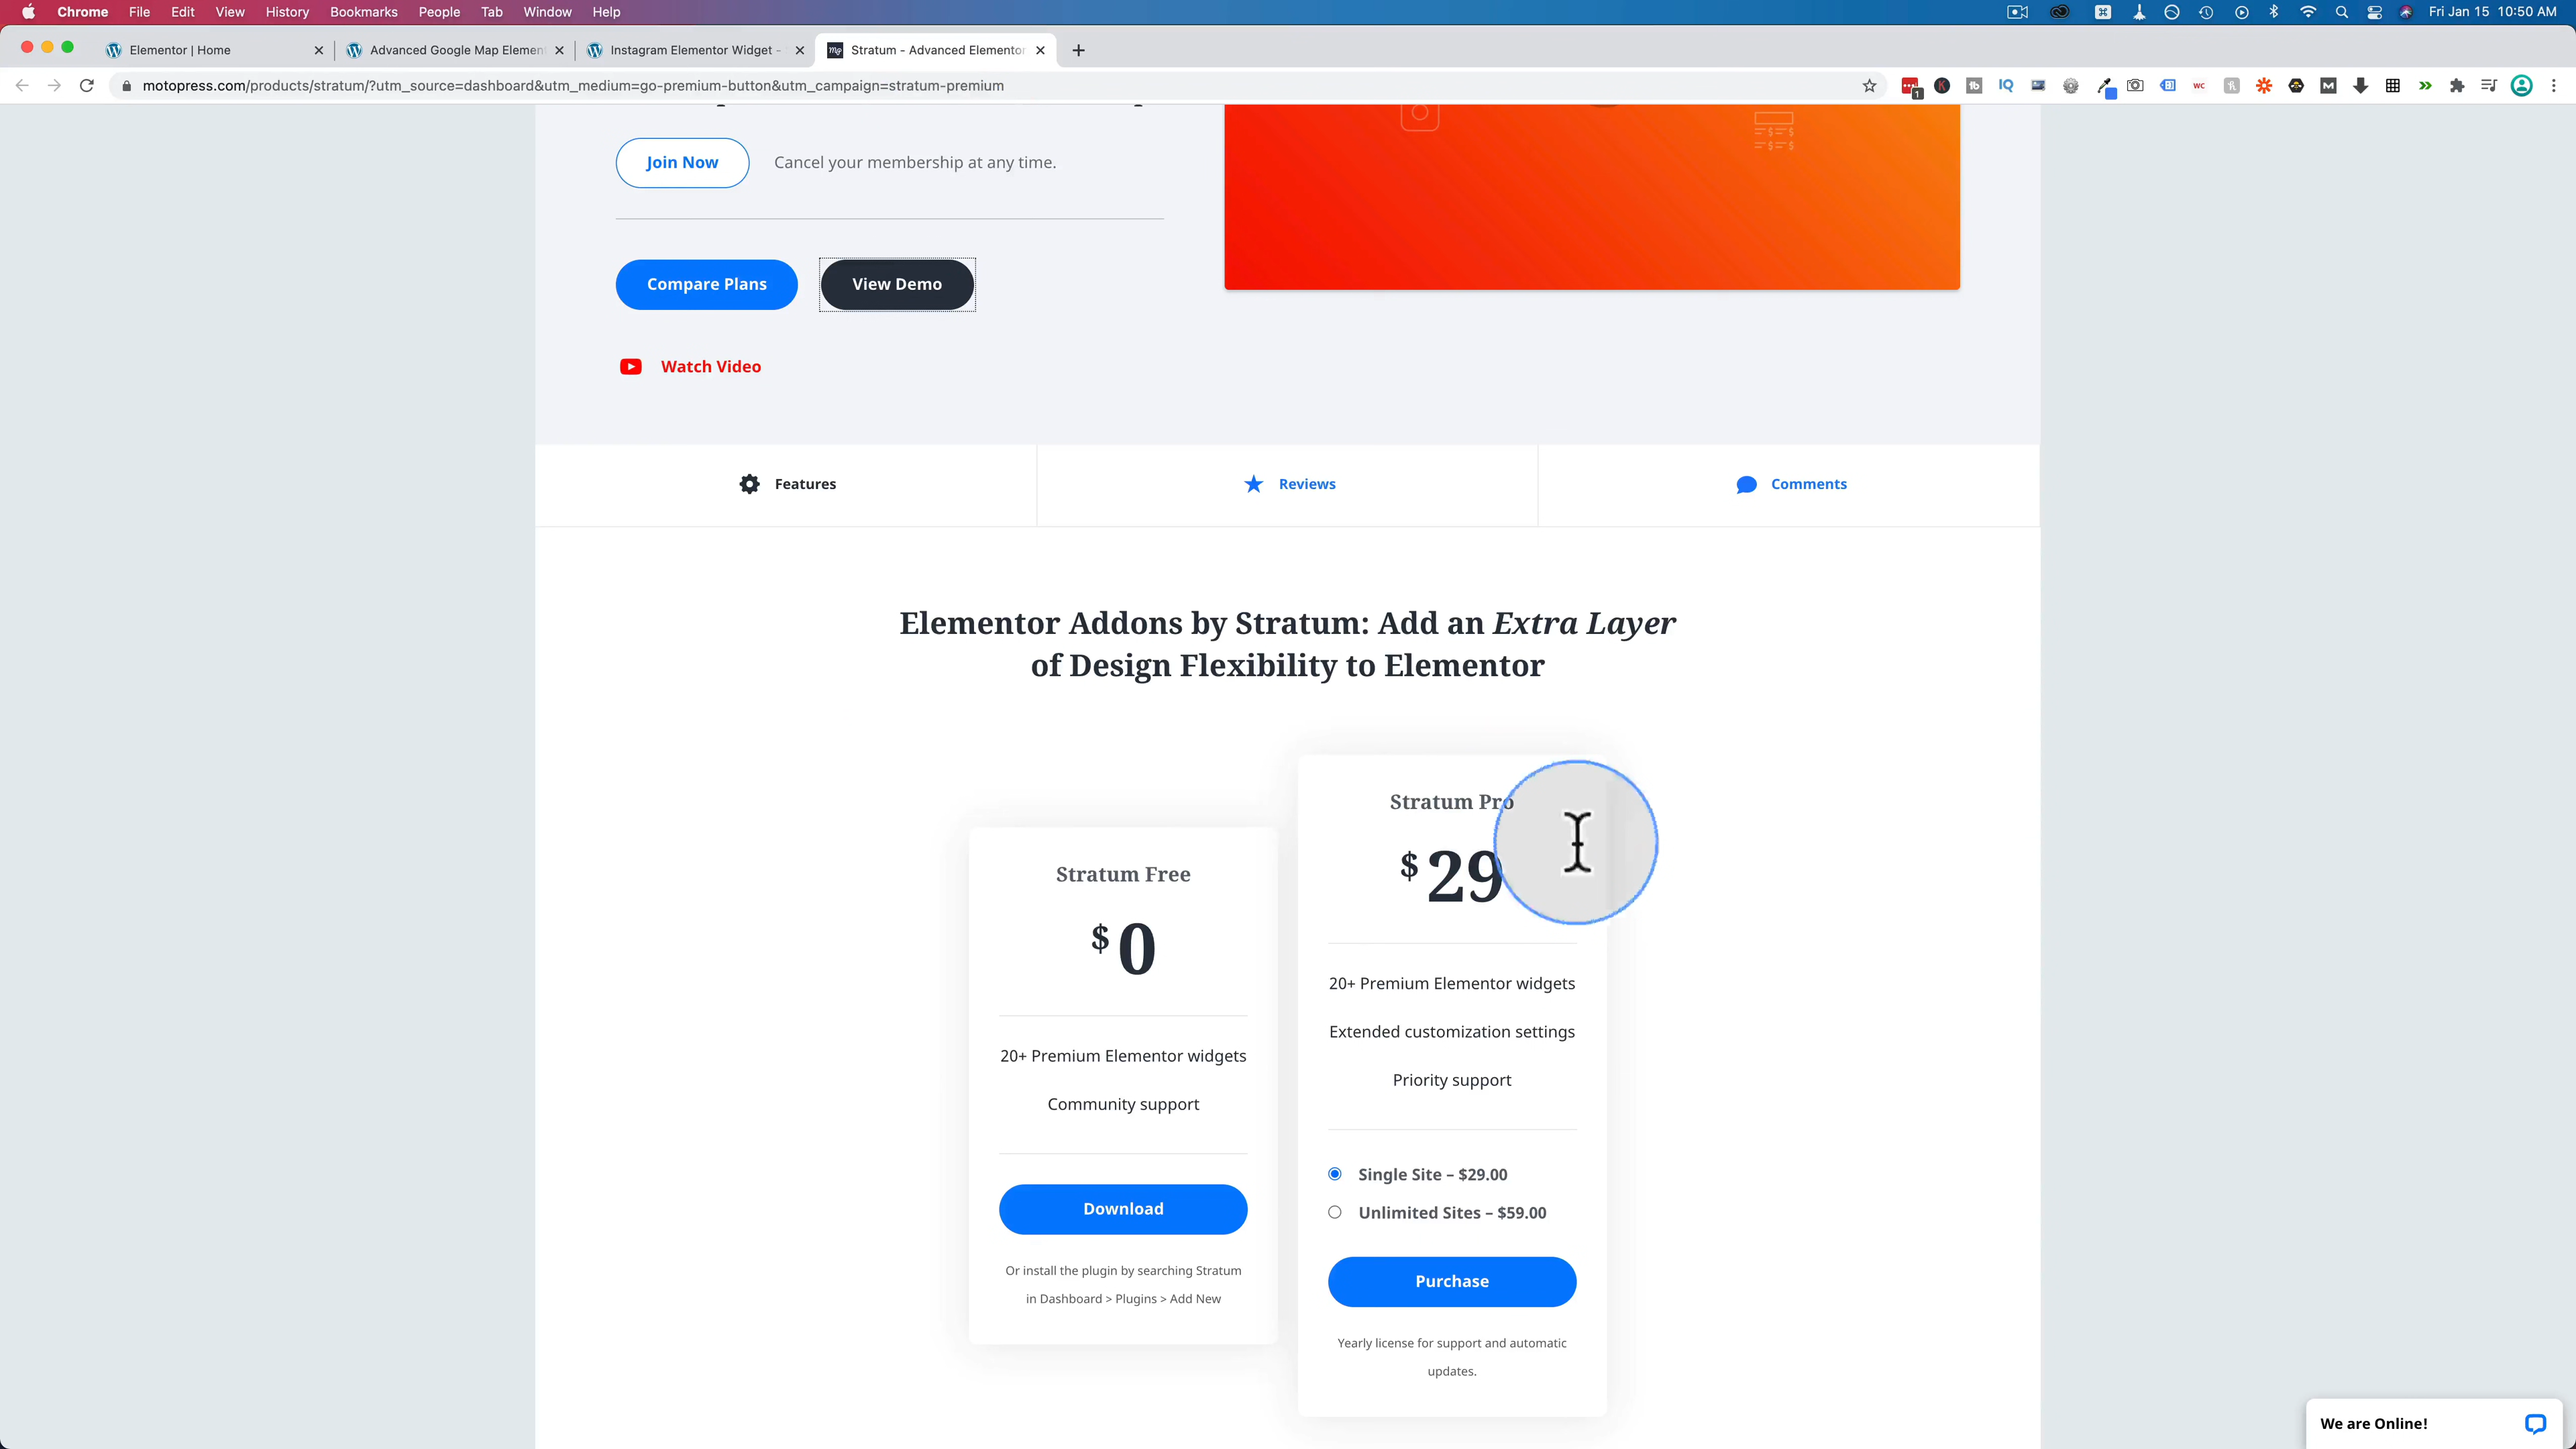 Chrome File Edit View History Bookmarks People Tab Window Help
Fri Jan 15 10:50 AM
Elementor | Home
Advanced Google Map Element
Instagram Elementor Widget -
Stratum - Advanced Elementor
motopress.com/products/stratum/?utm_source=dashboard&utm_medium=go-premium-button&utm_campaign=stratum-premium
Join Now
Cancel your membership at any time.
Compare Plans
View Demo
Watch Video
Features
Reviews
Comments
Elementor Addons by Stratum: Add an Extra Layer
of Design Flexibility to Elementor
Stratum Free
$0
20+ Premium Elementor widgets
Community support
Download
Or install the plugin by searching Stratum
in Dashboard > Plugins > Add New
Stratum Pro
$29
20+ Premium Elementor widgets
Extended customization settings
Priority support
Single Site – $29.00
Unlimited Sites – $59.00
Purchase
Yearly license for support and automatic
updates.
We are Online!